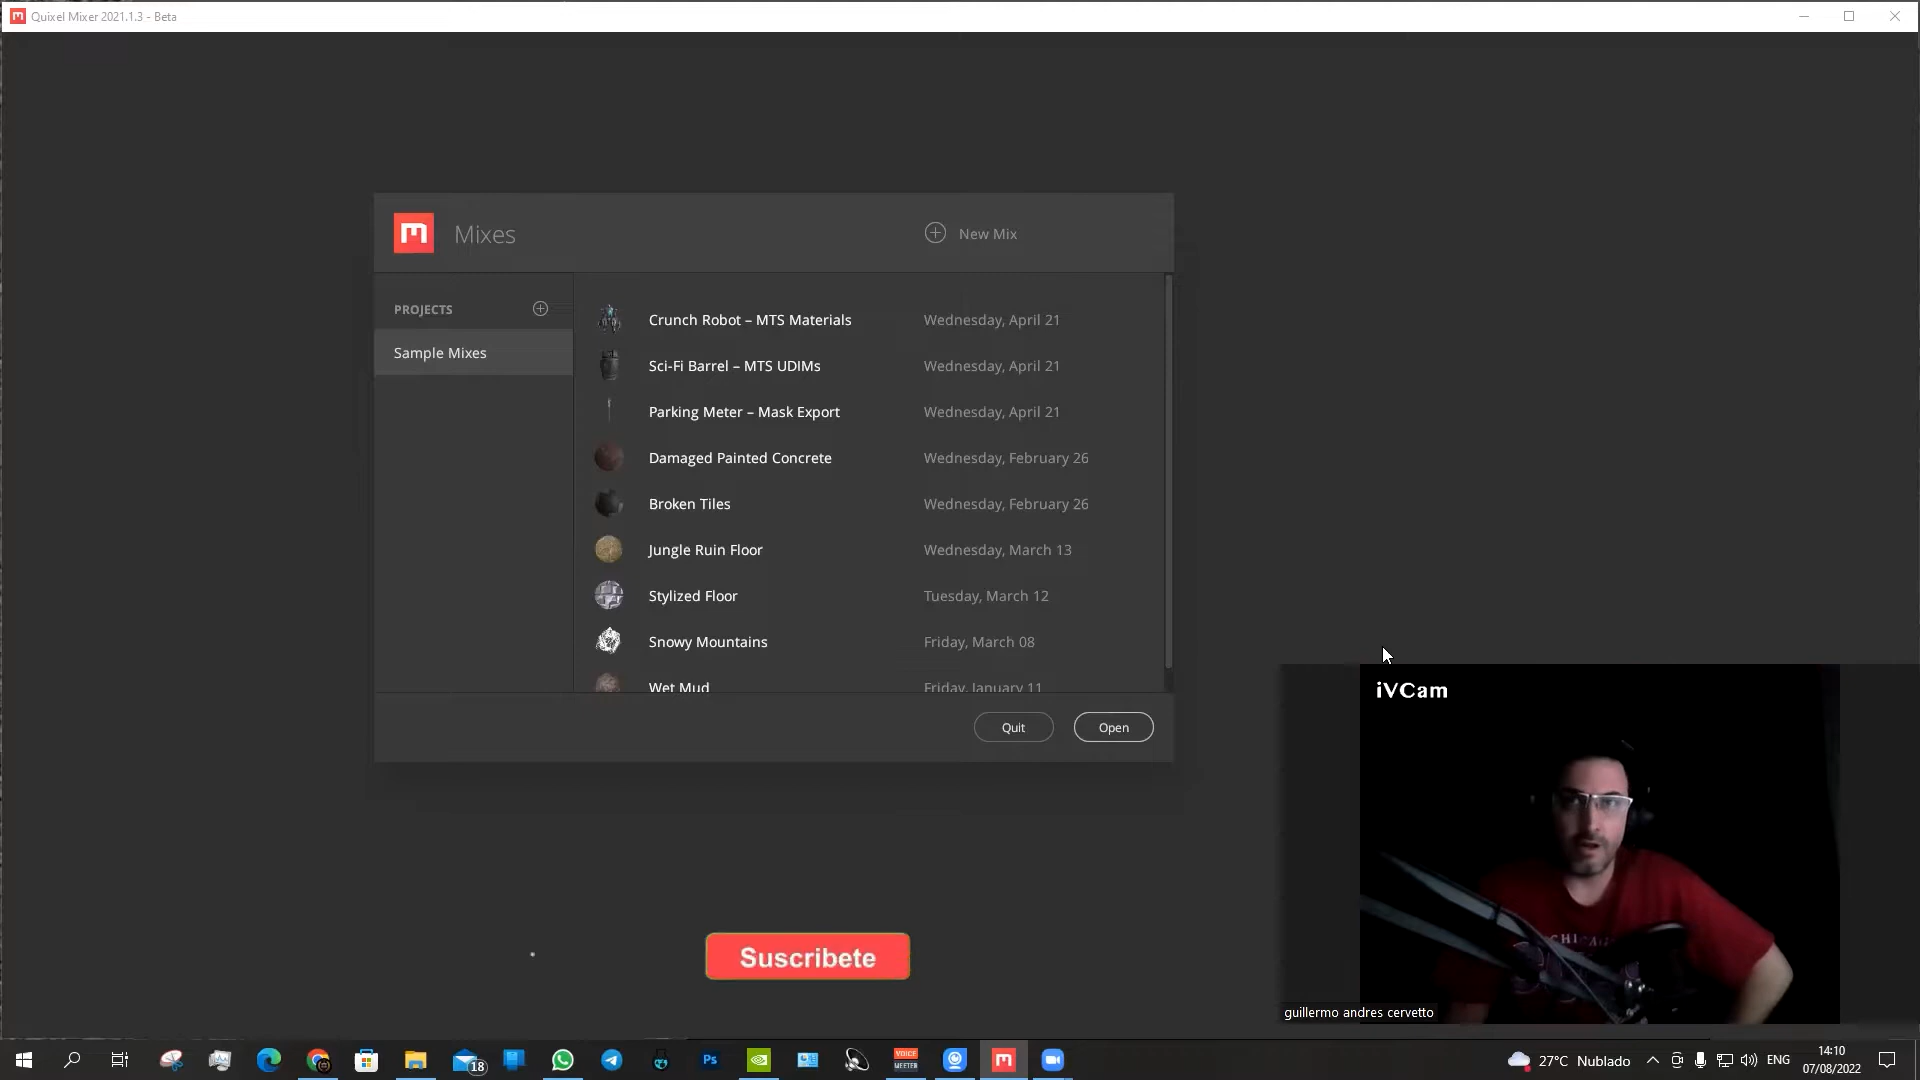 Quixel Mixer 2021.1.3 - Beta
Mixes
New Mix
PROJECTS
Sample Mixes
Crunch Robot – MTS Materials Wednesday, April 21
Sci-Fi Barrel – MTS UDIMs Wednesday, April 21
Parking Meter – Mask Export Wednesday, April 21
Damaged Painted Concrete Wednesday, February 26
Broken Tiles Wednesday, February 26
Jungle Ruin Floor Wednesday, March 13
Stylized Floor Tuesday, March 12
Snowy Mountains Friday, March 08
Wet Mud Friday, January 11
Quit Open
iVCam
Suscribete
guillermo andres cervetto
18
Ps
VOICE
MEETER
27°C Nublado
ENG
14:10
07/08/2022